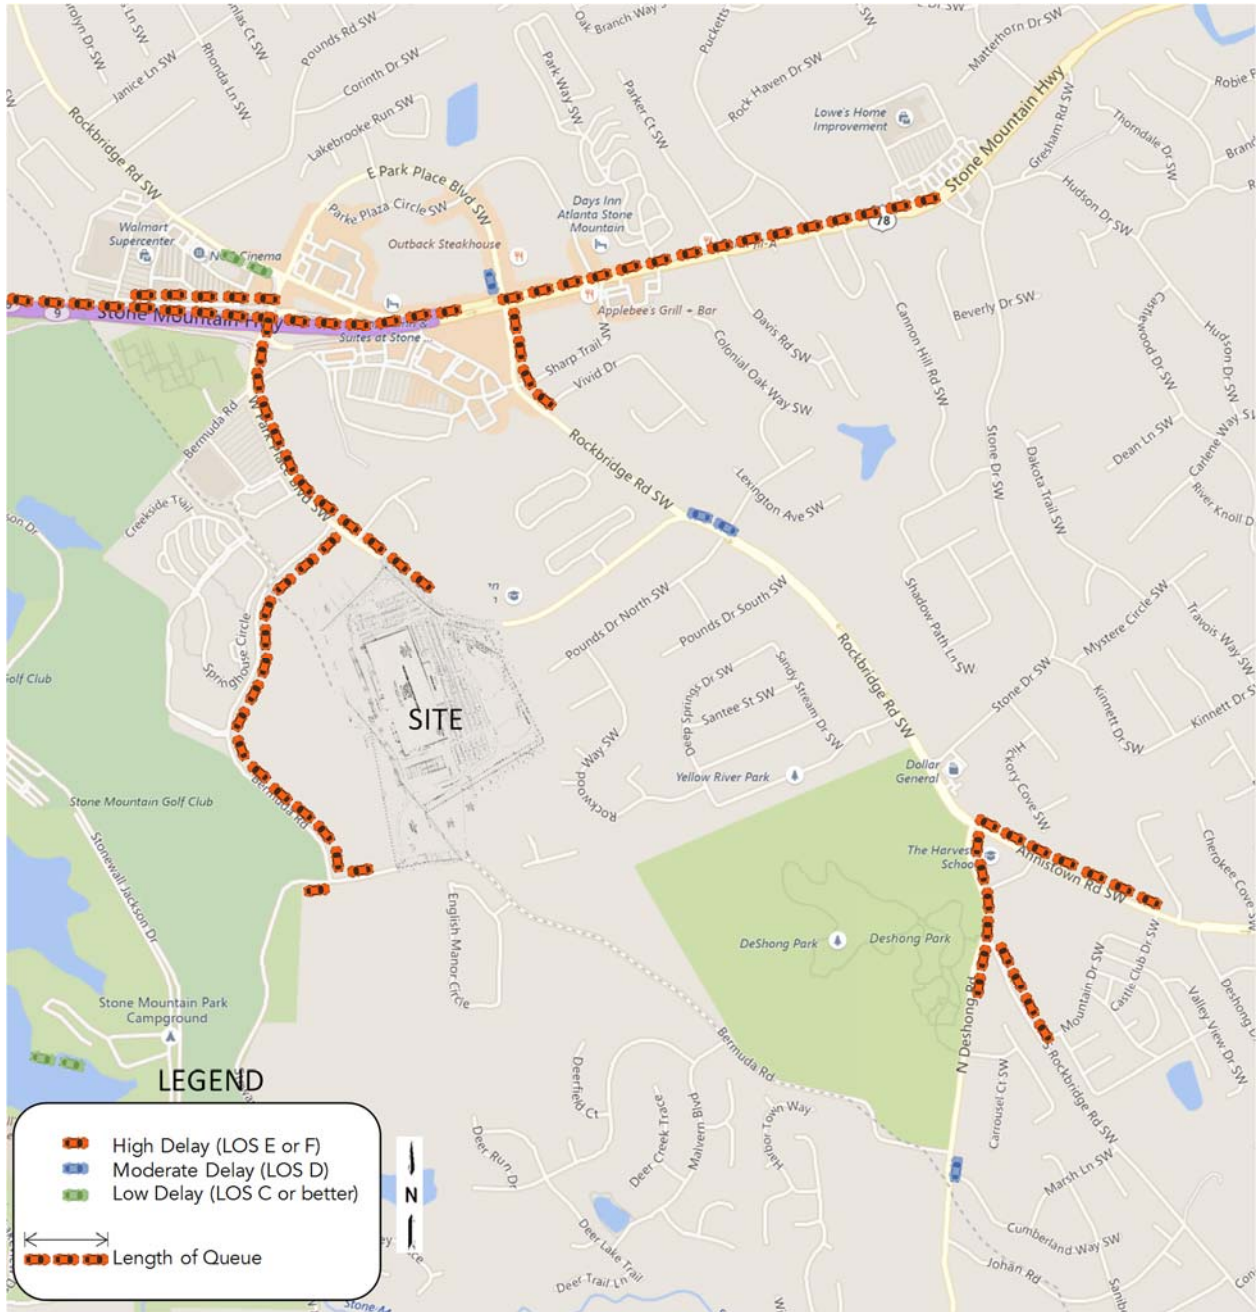 Rhonda Ln SW
Pounds Rd SW
Janice Ln SW
Corinth Dr SW
Lakebrooke Run SW
Rockbridge Rd SW
E Park Place Blvd SW
Parke Plaza Circle SW
Park Way SW
Parker Ct SW
Rock Haven Dr SW
Matterhorn Dr SW
Lowe's Home
Improvement
Stone Mountain Hwy
Gresham Rd SW
Thorndale Dr SW
Hudson Dr SW
Walmart
Supercenter
Outback Steakhouse
Days Inn
Atlanta Stone
Mountain
78
9
Stone Mountain Hwy
Suites at Stone ...
Applebee's Grill + Bar
Sharp Trail S
Vivid Dr
Davis Rd SW
Colonial Oak Way SW
Cannon Hill Rd SW
Beverly Dr SW
Castlewood Dr SW
Hudson Dr SW
Dean Ln SW
Carlene Way
River Knoll D
Bermuda Rd
W Park Place Blvd SW
Creekside Trail
Rockbridge Rd SW
Lexington Ave SW
Stone Dr SW
Dakota Trail SW
Shadow Path Ln SW
Mystere Circle SW
Travois Way SW
Springhouse Circle
Pounds Dr North SW
Pounds Dr South SW
Rockbridge Rd SW
Golf Club
SITE
Deep Springs Dr SW
Santee St SW
Sandy Stream Dr SW
Stone Dr SW
Kinnett Dr SW
Kinnett Dr S
Rockwood Way SW
Yellow River Park
Dollar
General
Hickory Cove SW
Stone Mountain Golf Club
Bermuda Rd
The Harvest
School
Annistown Rd SW
Cherokee Cove SW
Stonewall Jackson Dr
English Manor Circle
DeShong Park
Deshong Park
N Deshong Rd
Mountain Dr SW
Castle Club Dr SW
Valley View Dr SW
Deshong D
S Rockbridge Rd SW
Stone Mountain Park
Campground
Bermuda Rd
Carrousel Ct SW
Marsh Ln SW
Cumberland Way SW
Johan Rd
Deerfield Ct
Deer Run Dr
Deer Creek Trace
Malvern Blvd
Harbor Town Way
Deer Lake Trail
Deer Trail Ln
LEGEND
High Delay (LOS E or F)
Moderate Delay (LOS D)
Low Delay (LOS C or better)
Length of Queue
N